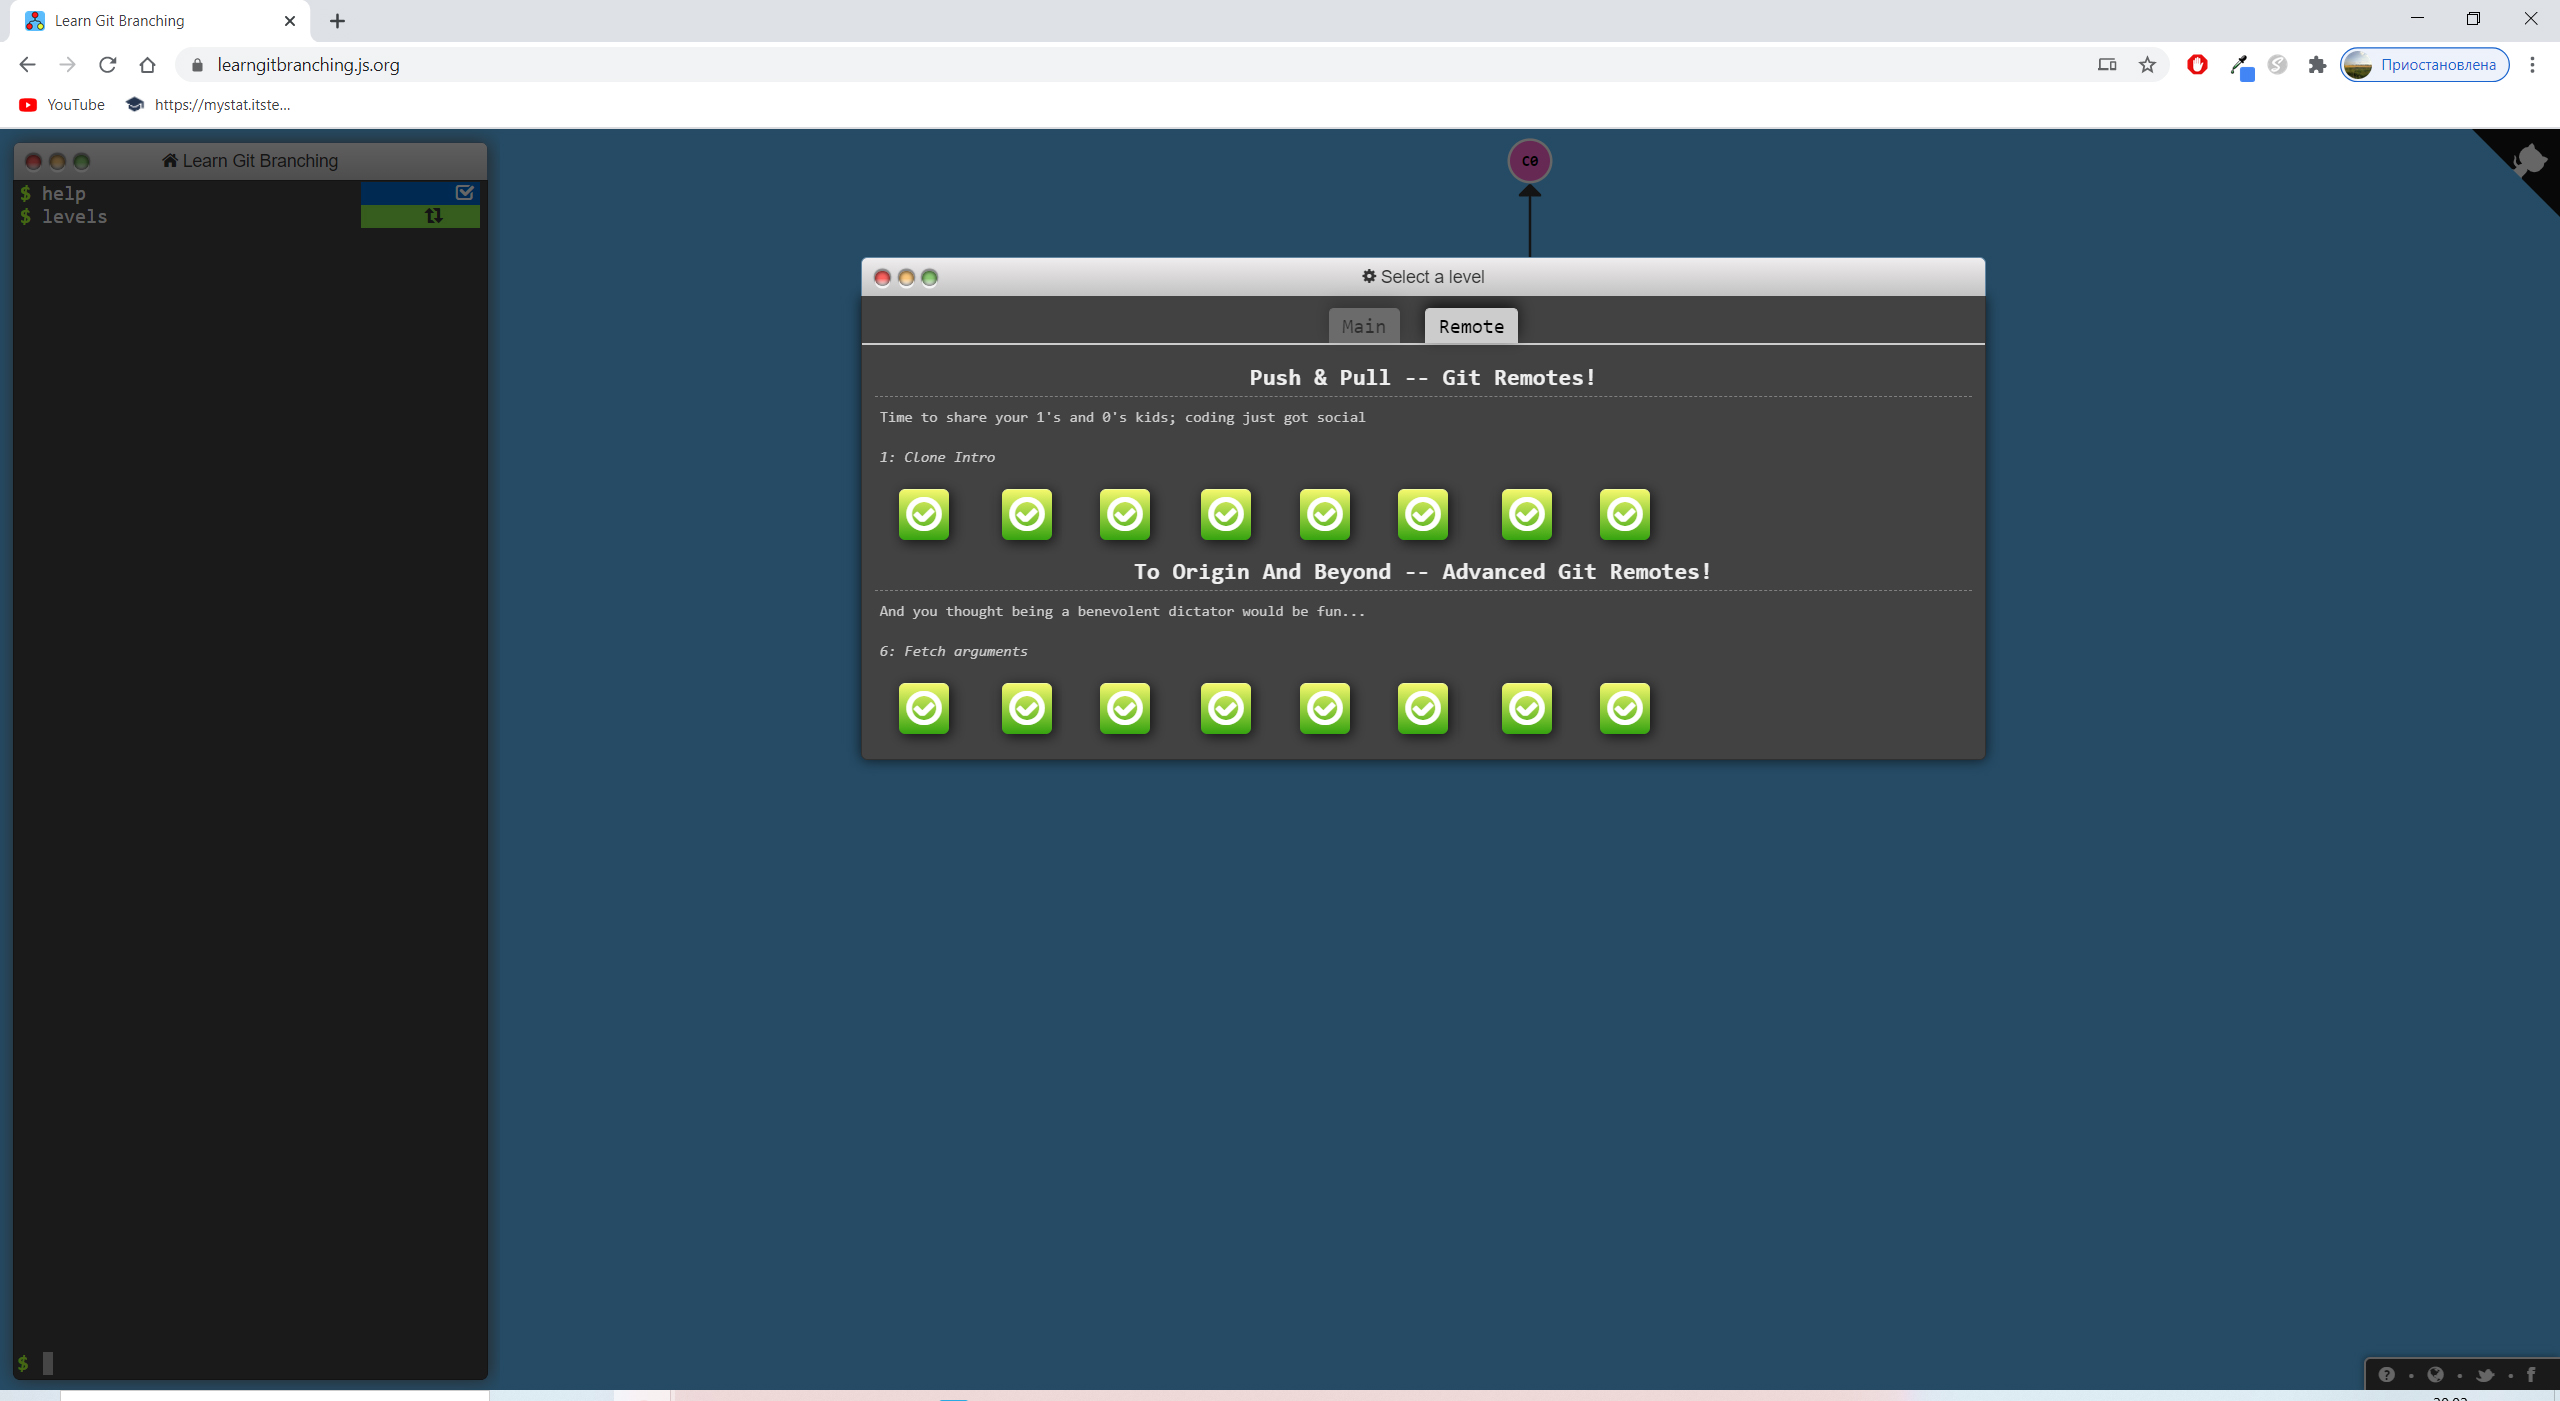 Learn Git Branching
learngitbranching.js.org
Приостановлена
YouTube
https://mystat.itste...
Learn Git Branching
$ help
$ levels
C0
Select a level
Main
Remote
Push & Pull -- Git Remotes!
Time to share your 1's and 0's kids; coding just got social
1: Clone Intro
To Origin And Beyond -- Advanced Git Remotes!
And you thought being a benevolent dictator would be fun...
6: Fetch arguments
$